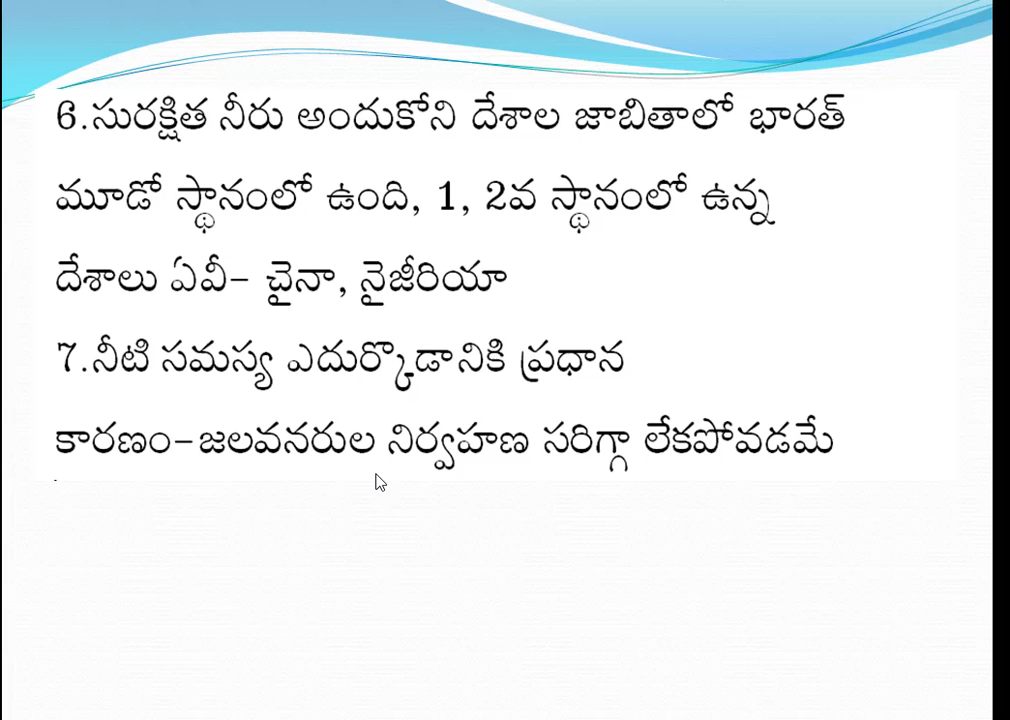 6.సురక్షిత నీరు అందుకోని దేశాల జాబితాలో భారత్
మూడో స్థానంలో ఉంది, 1, 2వ స్థానంలో ఉన్న
దేశాలు ఏవీ– చైనా, నైజీరియా
7.నీటి సమస్య ఎదుర్కొడానికి ప్రధాన
కారణం–జలవనరుల నిర్వహణ సరిగ్గా లేకపోవడమే